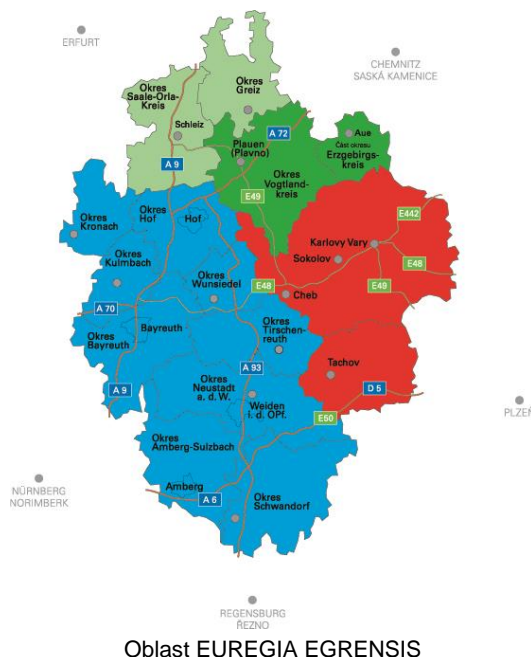 ERFURT
CHEMNITZ
SASKÁ KAMENICE
Okres
Saale-Orla-
Kreis
Okres
Greiz
Schleiz
A 72
Aue
Plauen
(Plavno)
Část okresu
Erzgebirgs-
kreis
A 9
Okres
Vogtland-
kreis
E49
Okres
Kronach
Okres
Hof
Hof
E442
Karlovy Vary
Okres
Kulmbach
Sokolov
E48
Okres
Wunsiedel
E48
E49
Cheb
A 70
Okres
Bayreuth
Bayreuth
Okres
Tirschen-
reuth
A 93
Tachov
A 9
Okres
Neustadt
a. d. W.
D 5
Weiden
i. d. OPf.
PLZEŇ
E50
Okres
Amberg-Sulzbach
NÜRNBERG
NORIMBERK
Amberg
A 6
Okres
Schwandorf
REGENSBURG
ŘEZNO
Oblast EUREGIA EGRENSIS